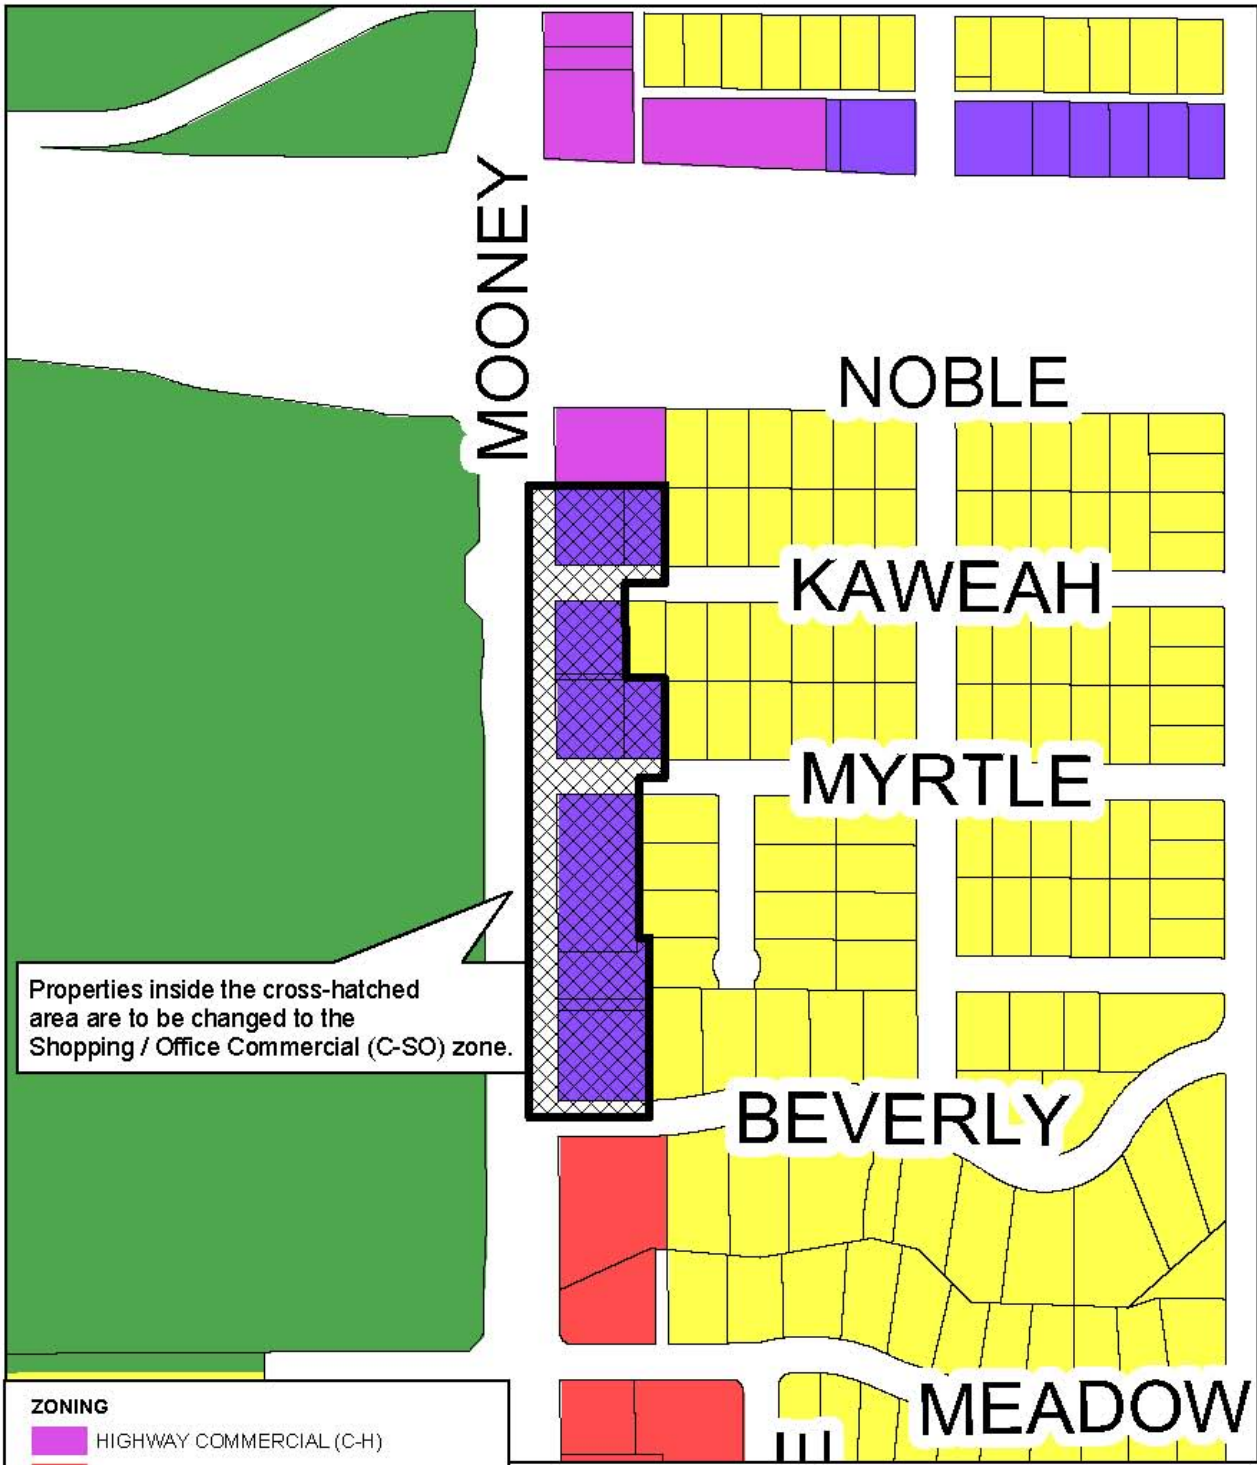 MOONEY
NOBLE
KAWEAH
MYRTLE
Properties inside the cross-hatched
area are to be changed to the
Shopping / Office Commercial (C-SO) zone.
BEVERLY
MEADOW
ZONING
HIGHWAY COMMERCIAL (C-H)